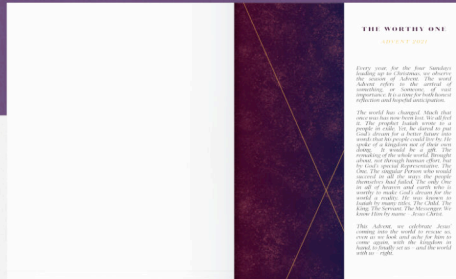 THE WORTHY ONE
ADVENT 2021
Every year for the four Sundays
leading up to Christmas, we observe
the season of Advent. The word
Advent refers to the arrival of
something, or Someone, of vast
importance. It is a time for both honest
reflection and hopeful anticipation.
The world has changed. Much that
once was has now been lost. We all feel
it. The prophet Isaiah wrote to a
people in exile. Yet, he dared to put
God's dream for a better future into
words that his people could live by. He
spoke of a kingdom not of their own
doing. It would be a gift. The
remaking of the whole world. Brought
about, not through human effort, but
by God's special Representative. The
One. The singular Person who would
succeed in all the ways the people
themselves had failed. The only One
in all of heaven and earth who is
worthy to make God's dream for the
world a reality. He was known to
Isaiah by many titles. The Child. The
King. The Servant. The Messenger. We
know Him by name - Jesus Christ.
This Advent, we celebrate Jesus'
coming into the world to rescue us,
even as we look and ache for him to
come again, with the kingdom in
hand, to finally set us - and the world
with us - right.